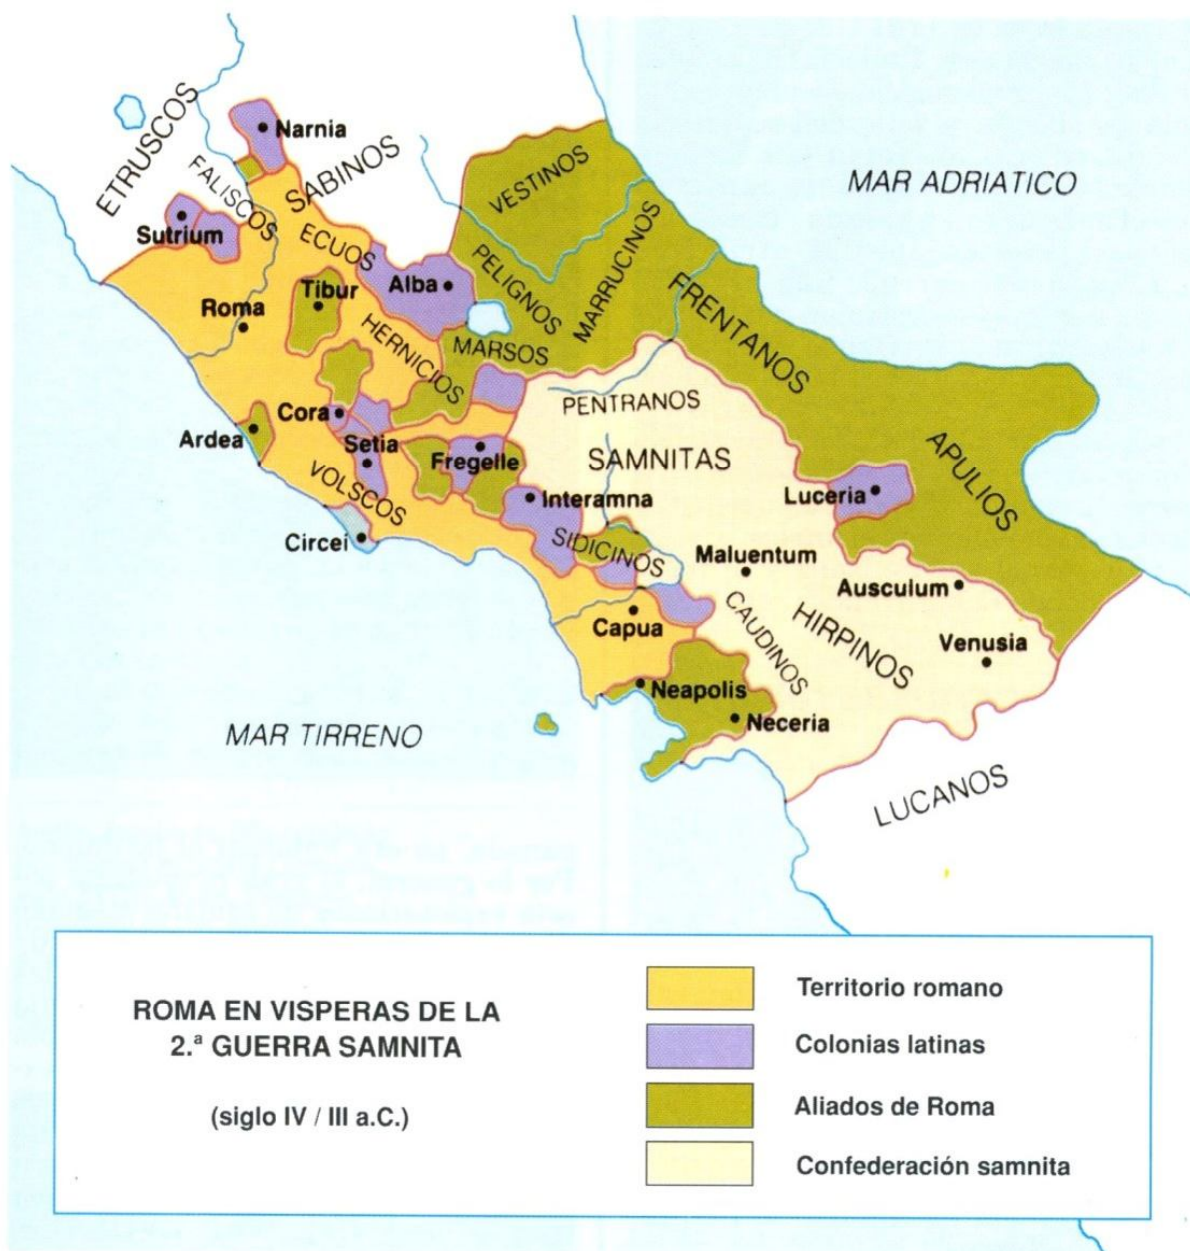 ETRUSCOS
Narnia
FALISCOS
SABINOS
Sutrium
ECUOS
VESTINOS
MAR ADRIATICO
Roma
Tibur
Alba
PELIGNOS
MARRUCINOS
FRENTANOS
HERNICIOS
MARSOS
PENTRANOS
Cora
Ardea
Setia
Fregelle
SAMNITAS
APULIOS
VOLSCOS
Interamna
Luceria
Circei
SIDICINOS
Maluentum
Ausculum
Capua
CAUDINOS
HIRPINOS
Venusia
Neapolis
Neceria
MAR TIRRENO
LUCANOS
ROMA EN VISPERAS DE LA
2.ª GUERRA SAMNITA
(siglo IV / III a.C.)
Territorio romano
Colonias latinas
Aliados de Roma
Confederación samnita